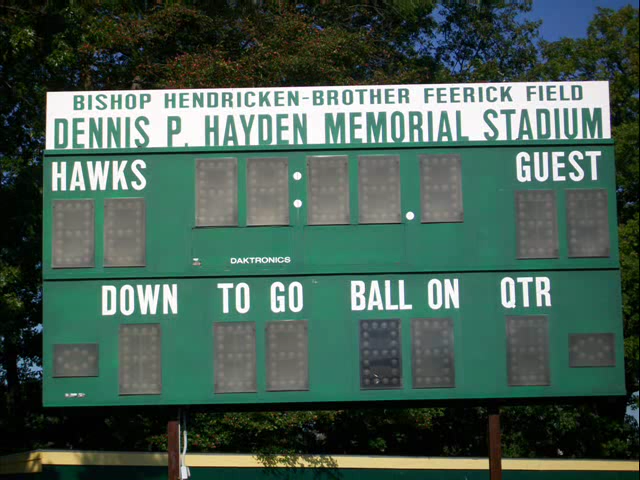 BISHOP HENDRICKEN-BROTHER FEERICK FIELD
DENNIS P. HAYDEN MEMORIAL STADIUM
HAWKS GUEST
DAKTRONICS
DOWN TO GO BALL ON QTR